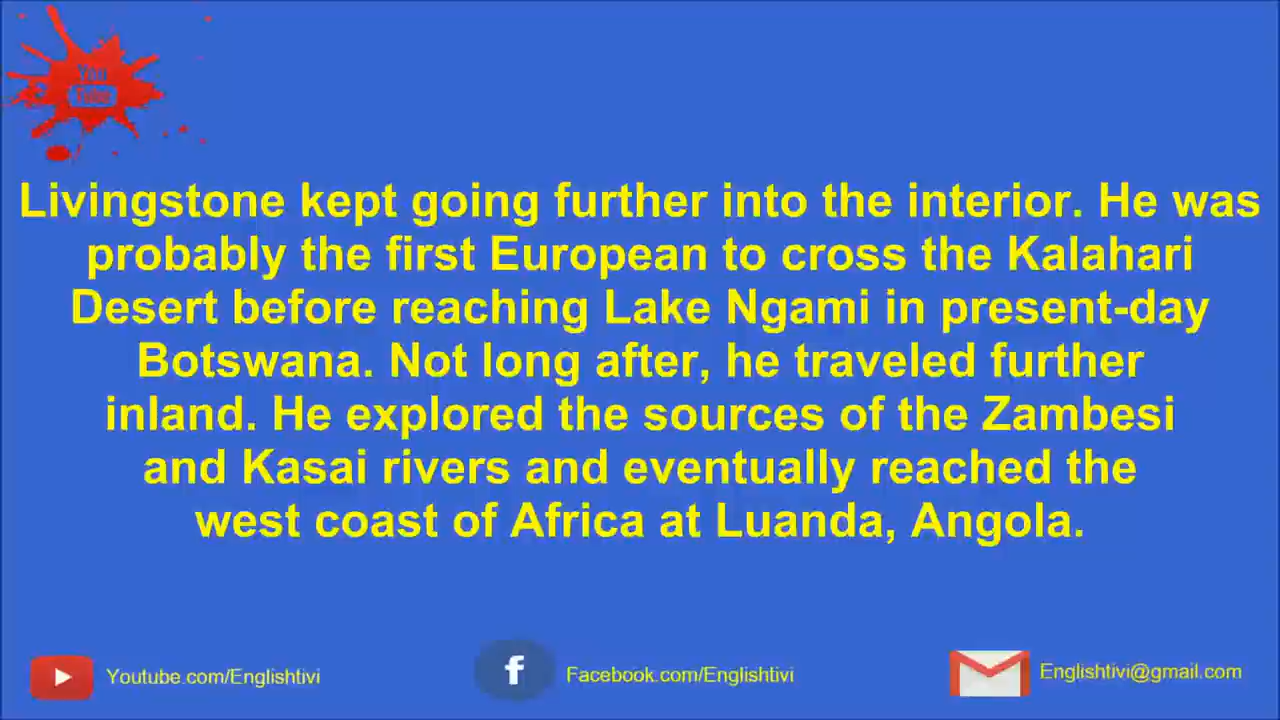 You
Tube
Livingstone kept going further into the interior. He was
probably the first European to cross the Kalahari
Desert before reaching Lake Ngami in present-day
Botswana. Not long after, he traveled further
inland. He explored the sources of the Zambesi
and Kasai rivers and eventually reached the
west coast of Africa at Luanda, Angola.
Youtube.com/Englishtivi
Facebook.com/Englishtivi
Englishtivi@gmail.com